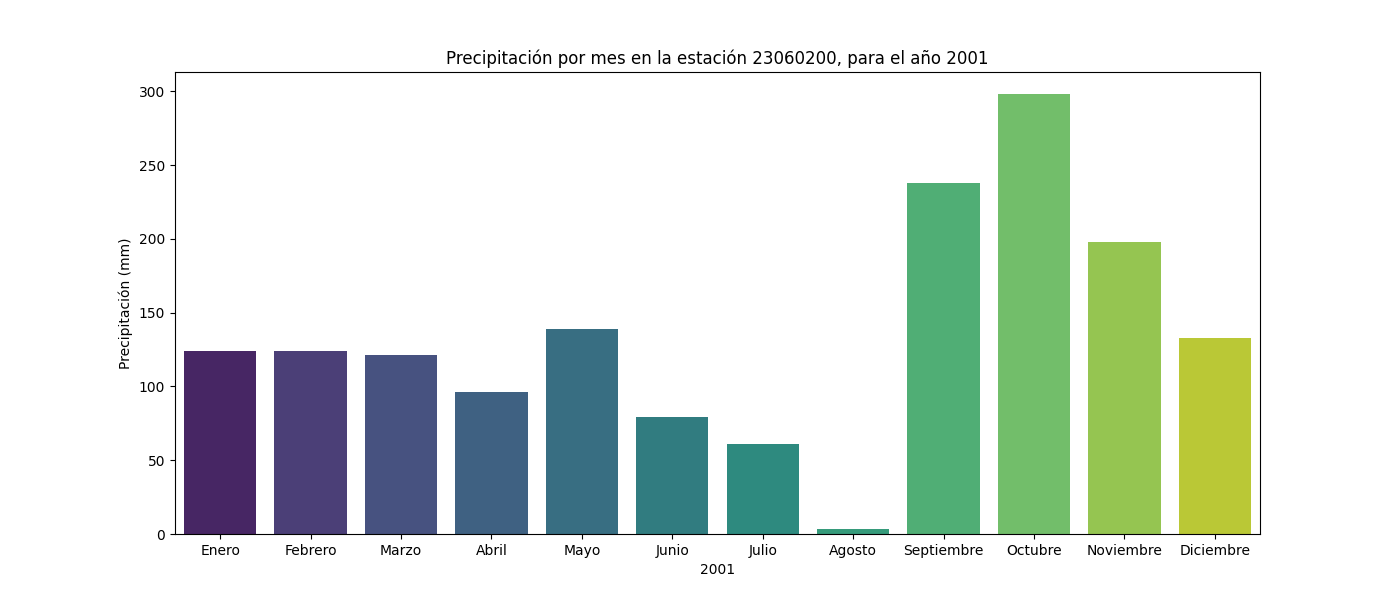 Precipitación por mes en la estación 23060200, para el año 2001
Precipitación (mm)
300
250
200
150
100
50
0
Enero Febrero Marzo Abril Mayo Junio Julio Agosto Septiembre Octubre Noviembre Diciembre
2001